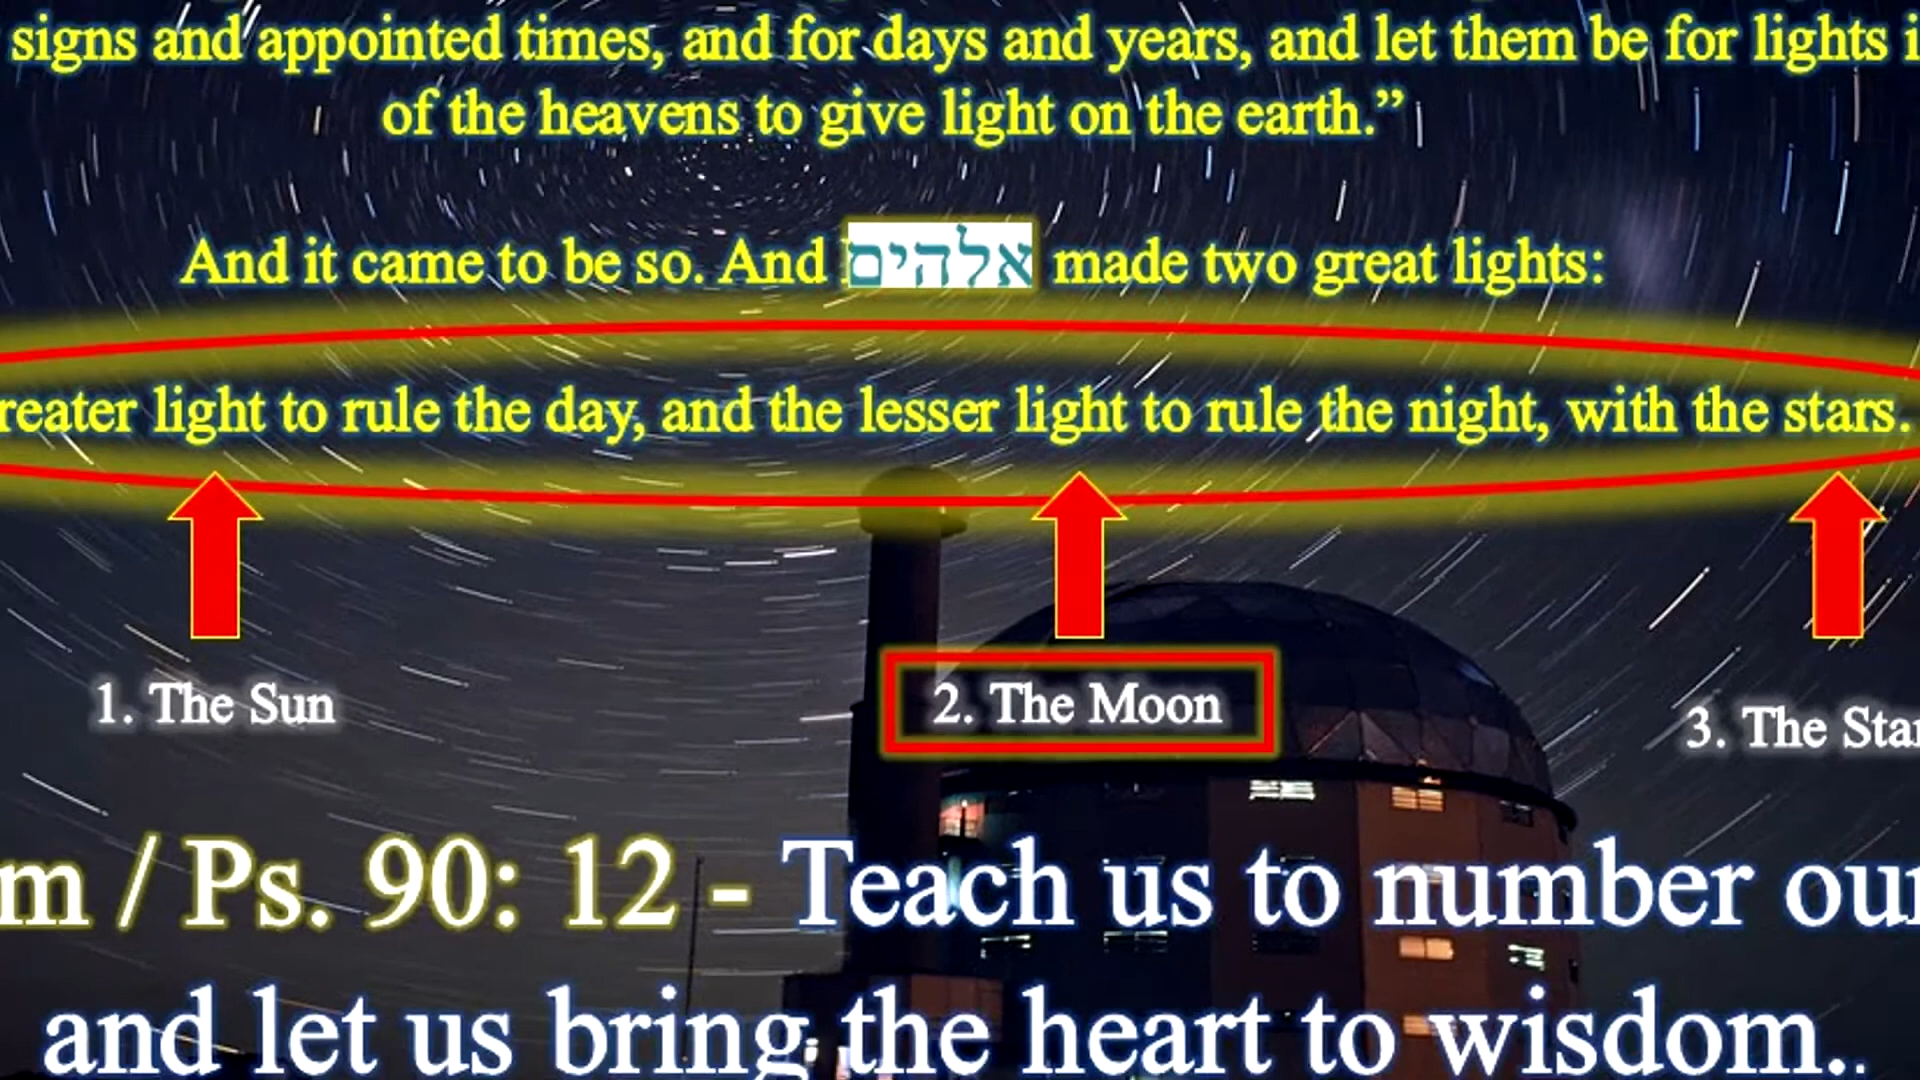 signs and appointed times, and for days and years, and let them be for lights i
of the heavens to give light on the earth.”
And it came to be so. And אלהים made two great lights:
reater light to rule the day, and the lesser light to rule the night, with the stars.
1. The Sun
2. The Moon
3. The Star
m / Ps. 90: 12 - Teach us to number our
and let us bring the heart to wisdom..